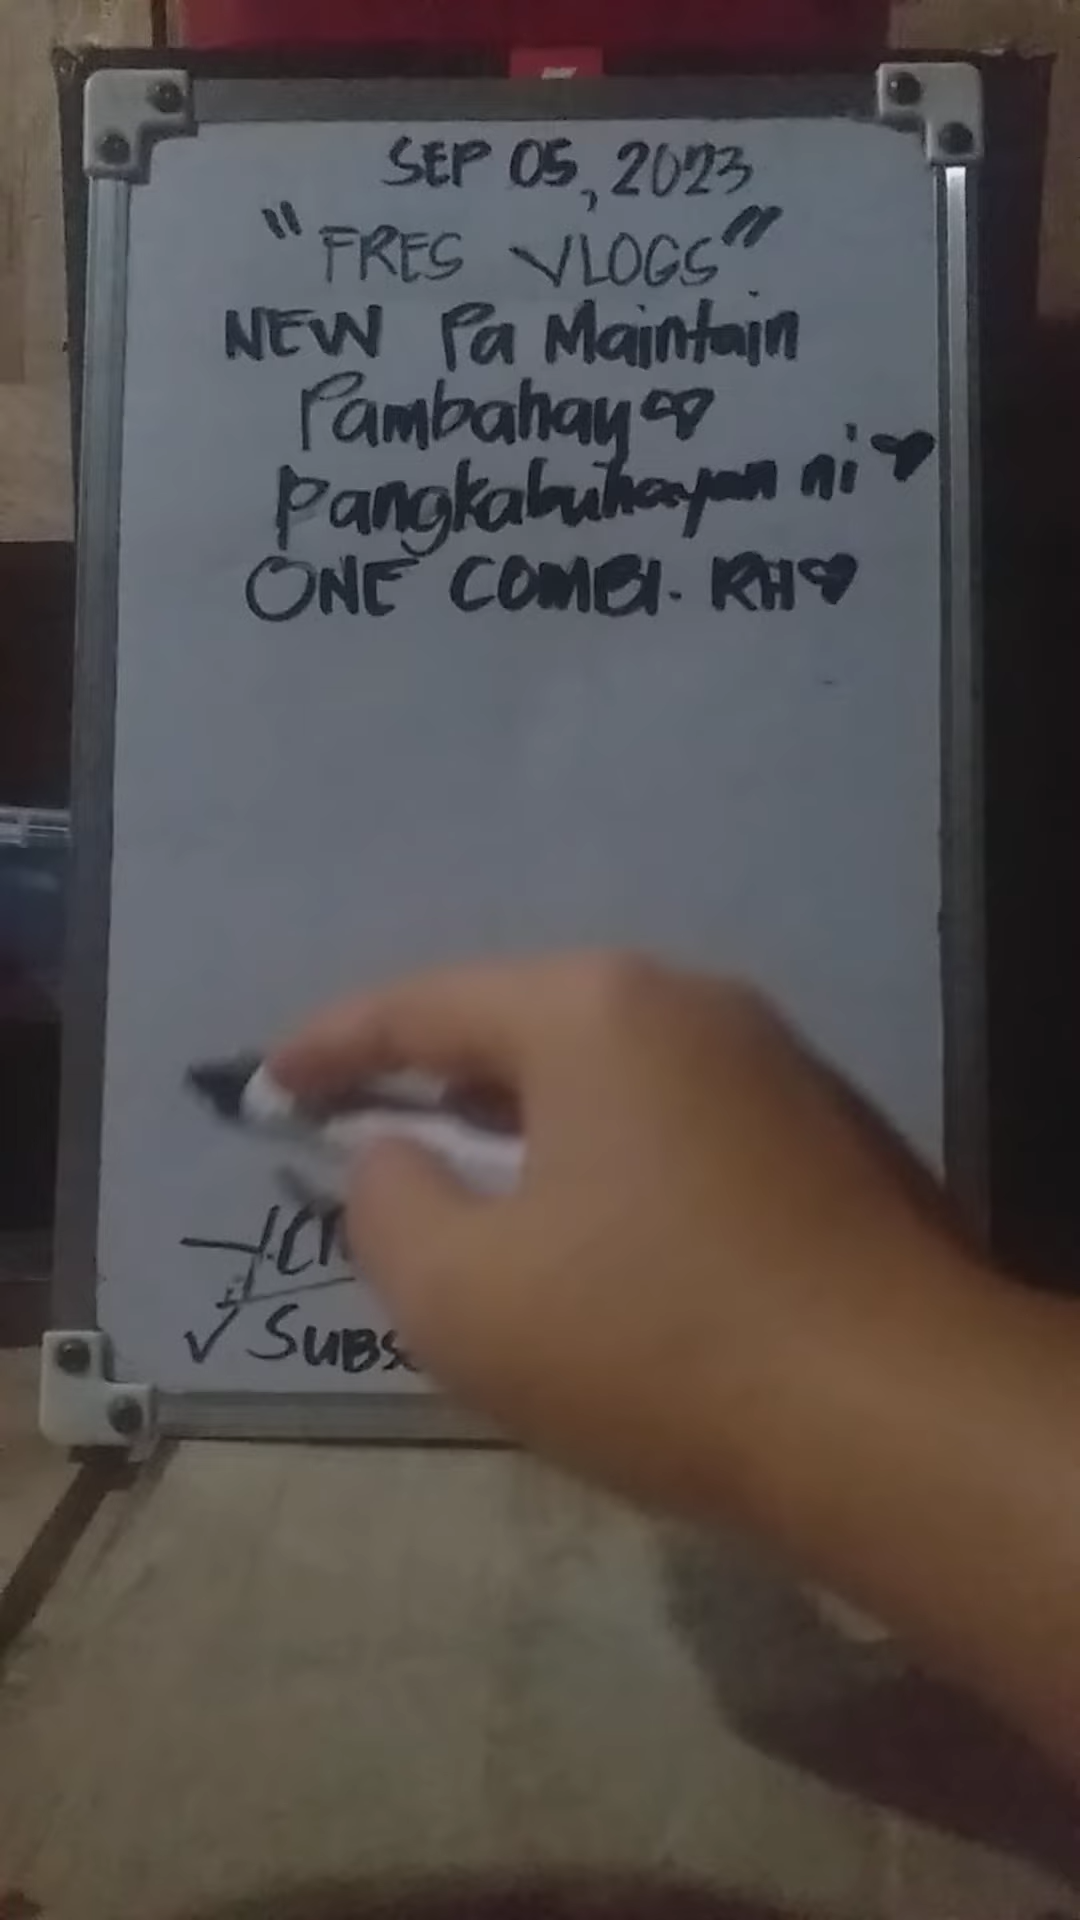 SEP 05, 2023
"FRES VLOGS"
NEW Pa Maintain
Pambahay
Pangkabuhayan ni
ONE COMBI. RH
✓ SUBS